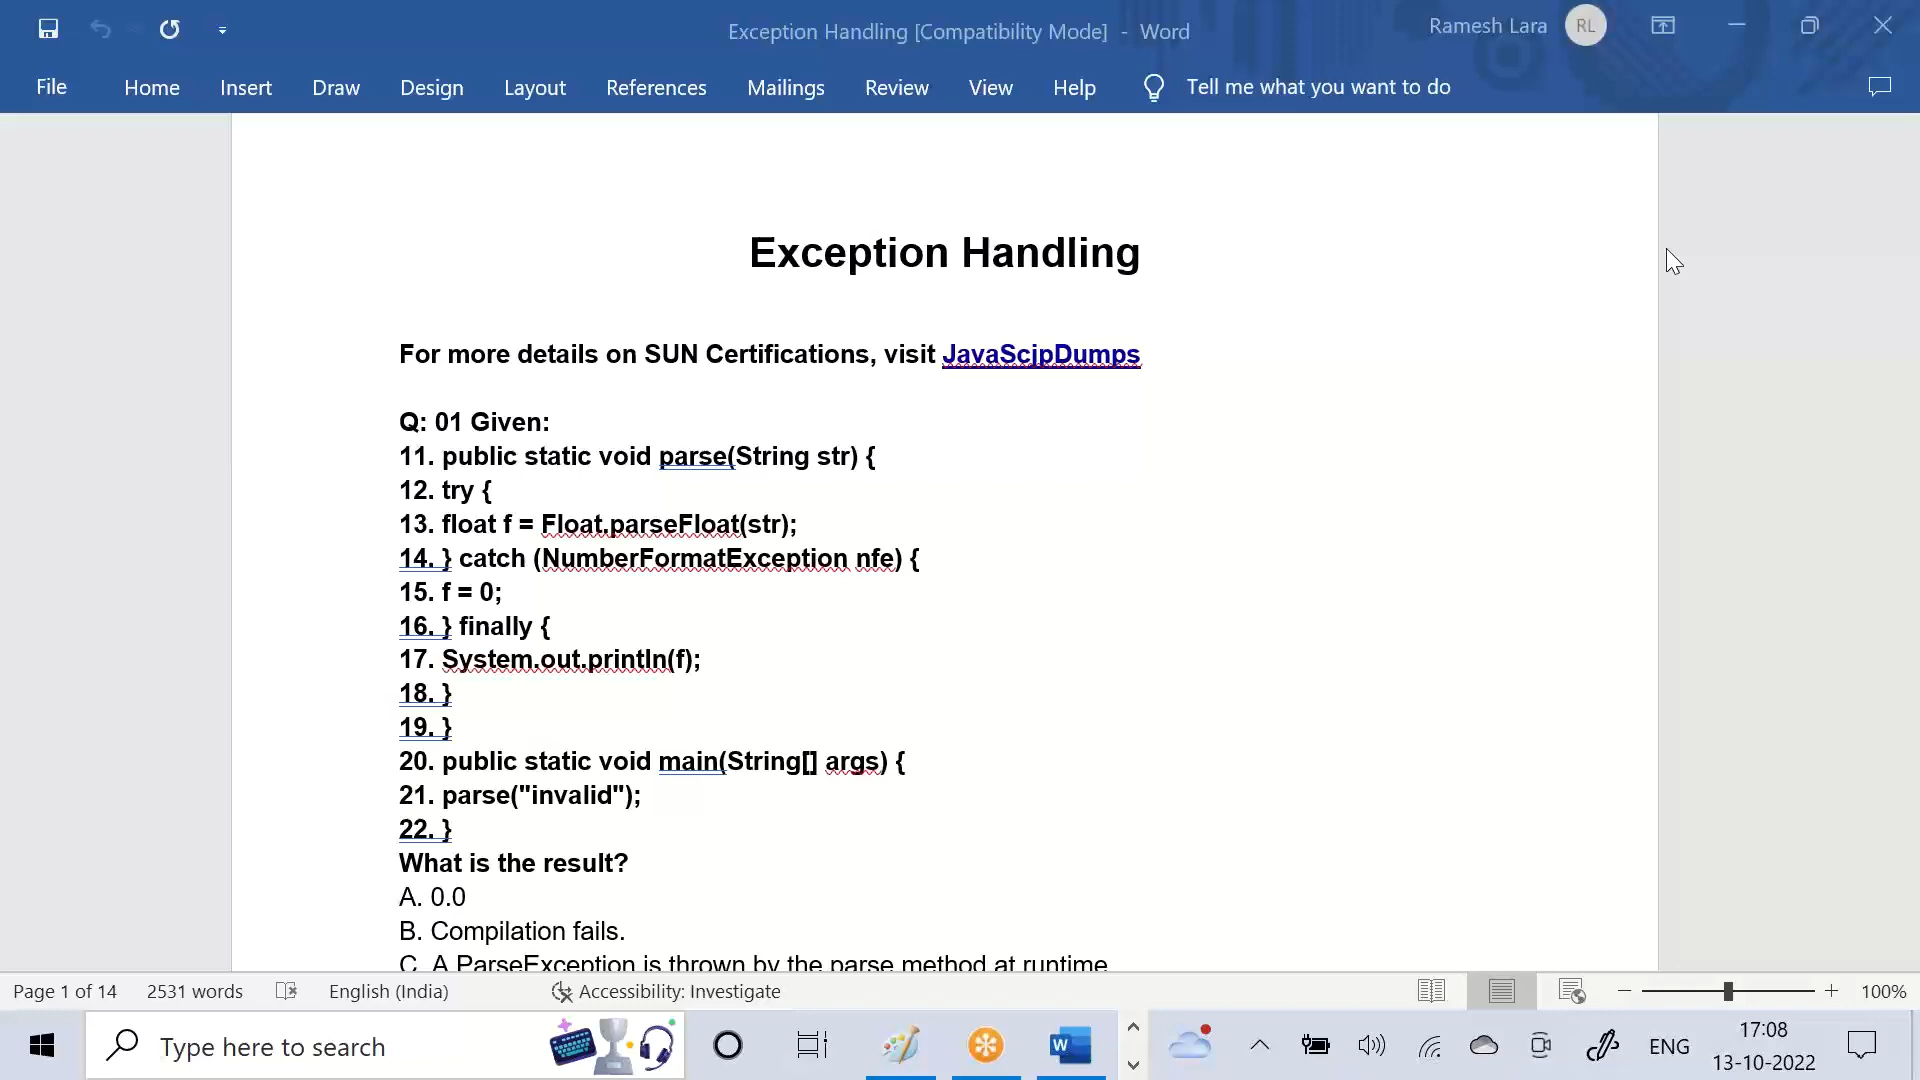 Exception Handling [Compatibility Mode] - Word
Ramesh Lara RL
File Home Insert Draw Design Layout References Mailings Review View Help Tell me what you want to do
Exception Handling
For more details on SUN Certifications, visit JavaScjpDumps
Q: 01 Given:
11. public static void parse(String str) {
12. try {
13. float f = Float.parseFloat(str);
14. } catch (NumberFormatException nfe) {
15. f = 0;
16. } finally {
17. System.out.println(f);
18. }
19. }
20. public static void main(String[] args) {
21. parse("invalid");
22. }
What is the result?
A. 0.0
B. Compilation fails.
C. A ParseException is thrown by the parse method at runtime
Page 1 of 14 2531 words English (India) Accessibility: Investigate 100%
Type here to search
W
ENG
17:08
13-10-2022